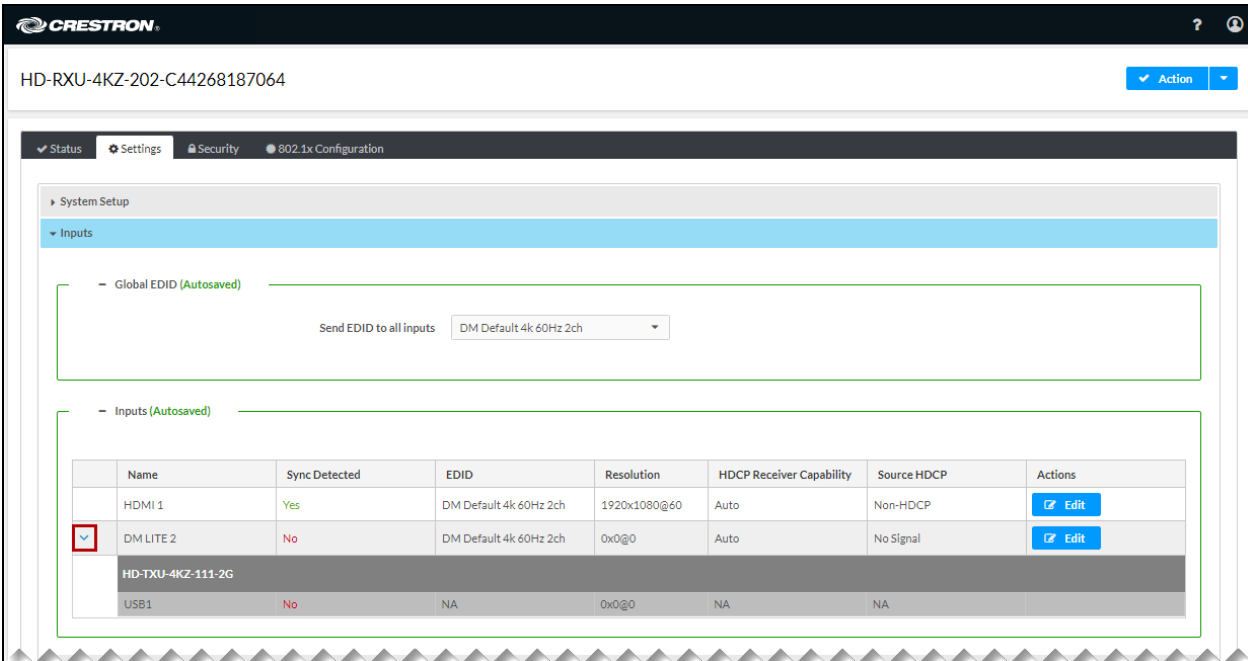 CRESTRON®
?
HD-RXU-4KZ-202-C44268187064
Action
Status Settings Security 802.1x Configuration
System Setup
Inputs
Global EDID (Autosaved)
Send EDID to all inputs DM Default 4k 60Hz 2ch
Inputs (Autosaved)
Name Sync Detected EDID Resolution HDCP Receiver Capability Source HDCP Actions
HDMI 1 Yes DM Default 4k 60Hz 2ch 1920x1080@60 Auto Non-HDCP Edit
DM LITE 2 No DM Default 4k 60Hz 2ch 0x0@0 Auto No Signal Edit
HD-TXU-4KZ-111-2G
USB1 No NA 0x0@0 NA NA